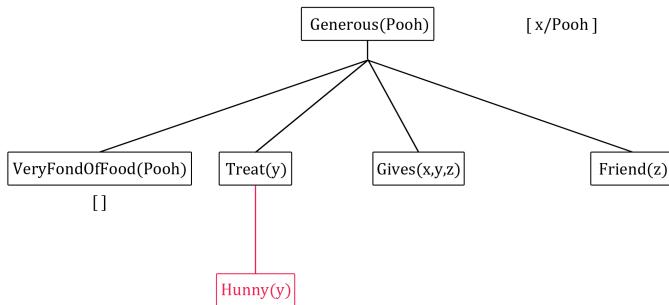 Generous(Pooh)
[ x/Pooh ]
VeryFondOfFood(Pooh)
Treat(y)
Gives(x,y,z)
Friend(z)
[ ]
Hunny(y)